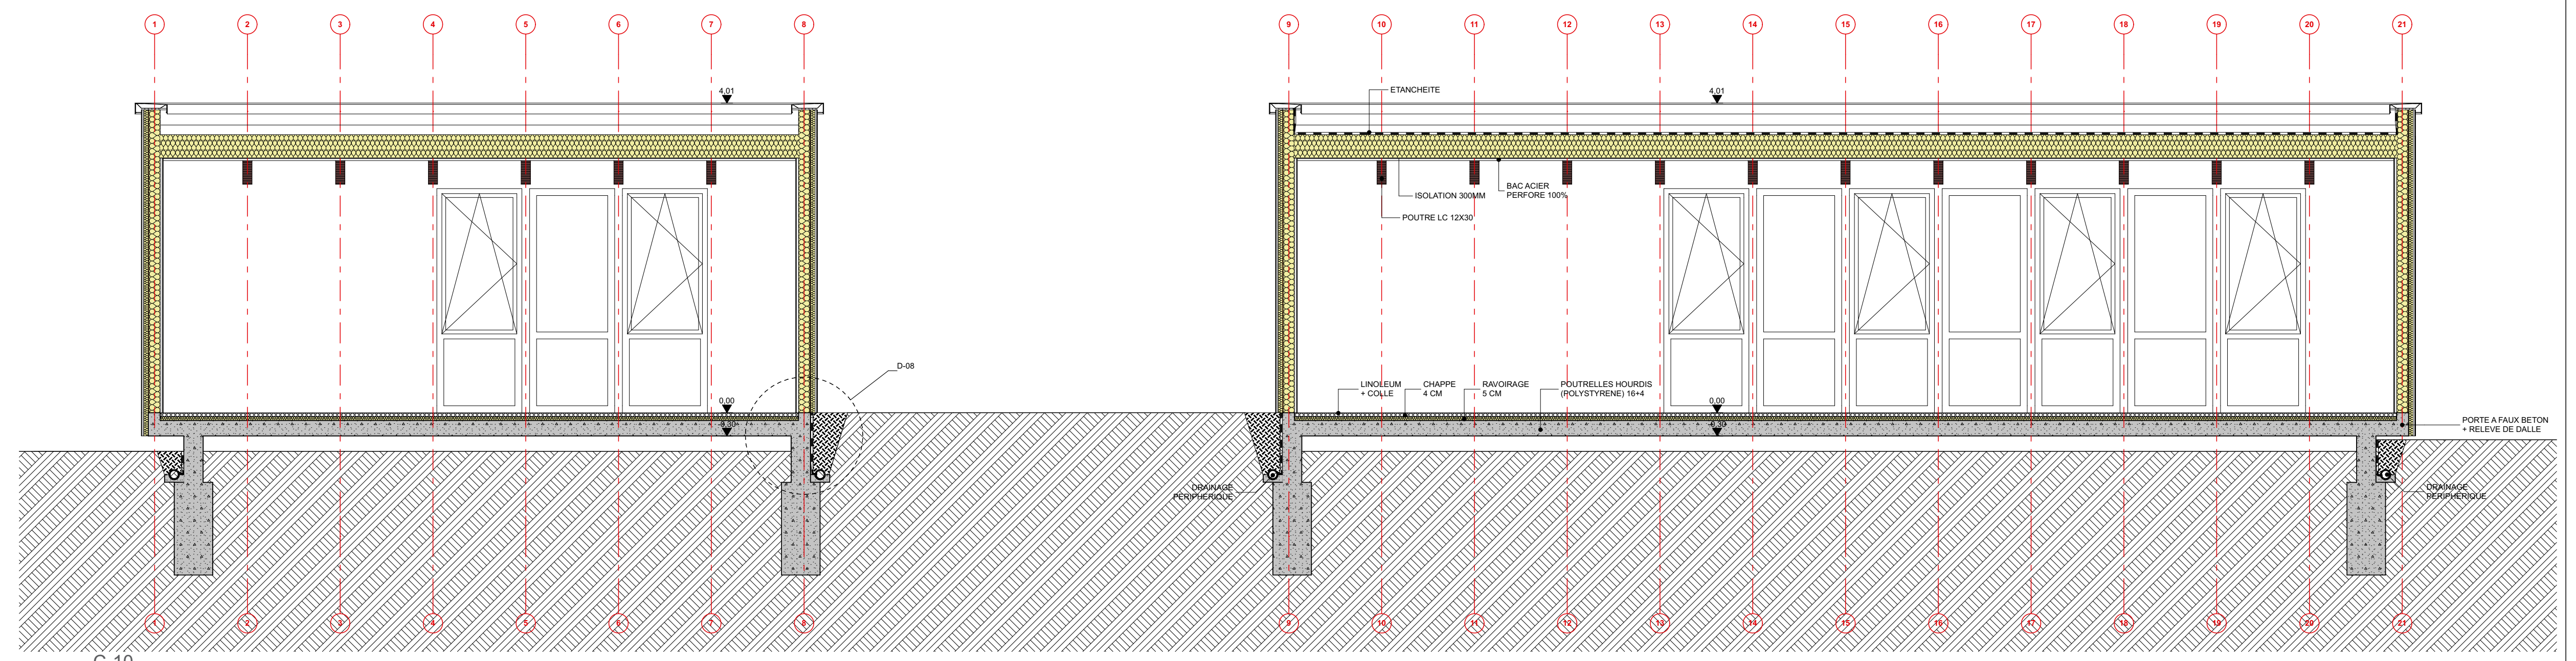 1 2 3 4 5 6 7 8 9 10 11 12 13 14 15 16 17 18 19 20 21
4.01
4.01
ETANCHEITE
BAC ACIER
PERFORE 100%
ISOLATION 300MM
POUTRE LC 12X30
D-08
LINOLEUM
+ COLLE
CHAPPE
4 CM
RAVOIRAGE
5 CM
POUTRELLES HOURDIS
(POLYSTYRENE) 16+4
0.00
-0.30
0.00
-0.30
PORTE A FAUX BETON
+ RELEVE DE DALLE
DRAINAGE
PERIPHERIQUE
DRAINAGE
PERIPHERIQUE
1 2 3 4 5 6 7 8 9 10 11 12 13 14 15 16 17 18 19 20 21